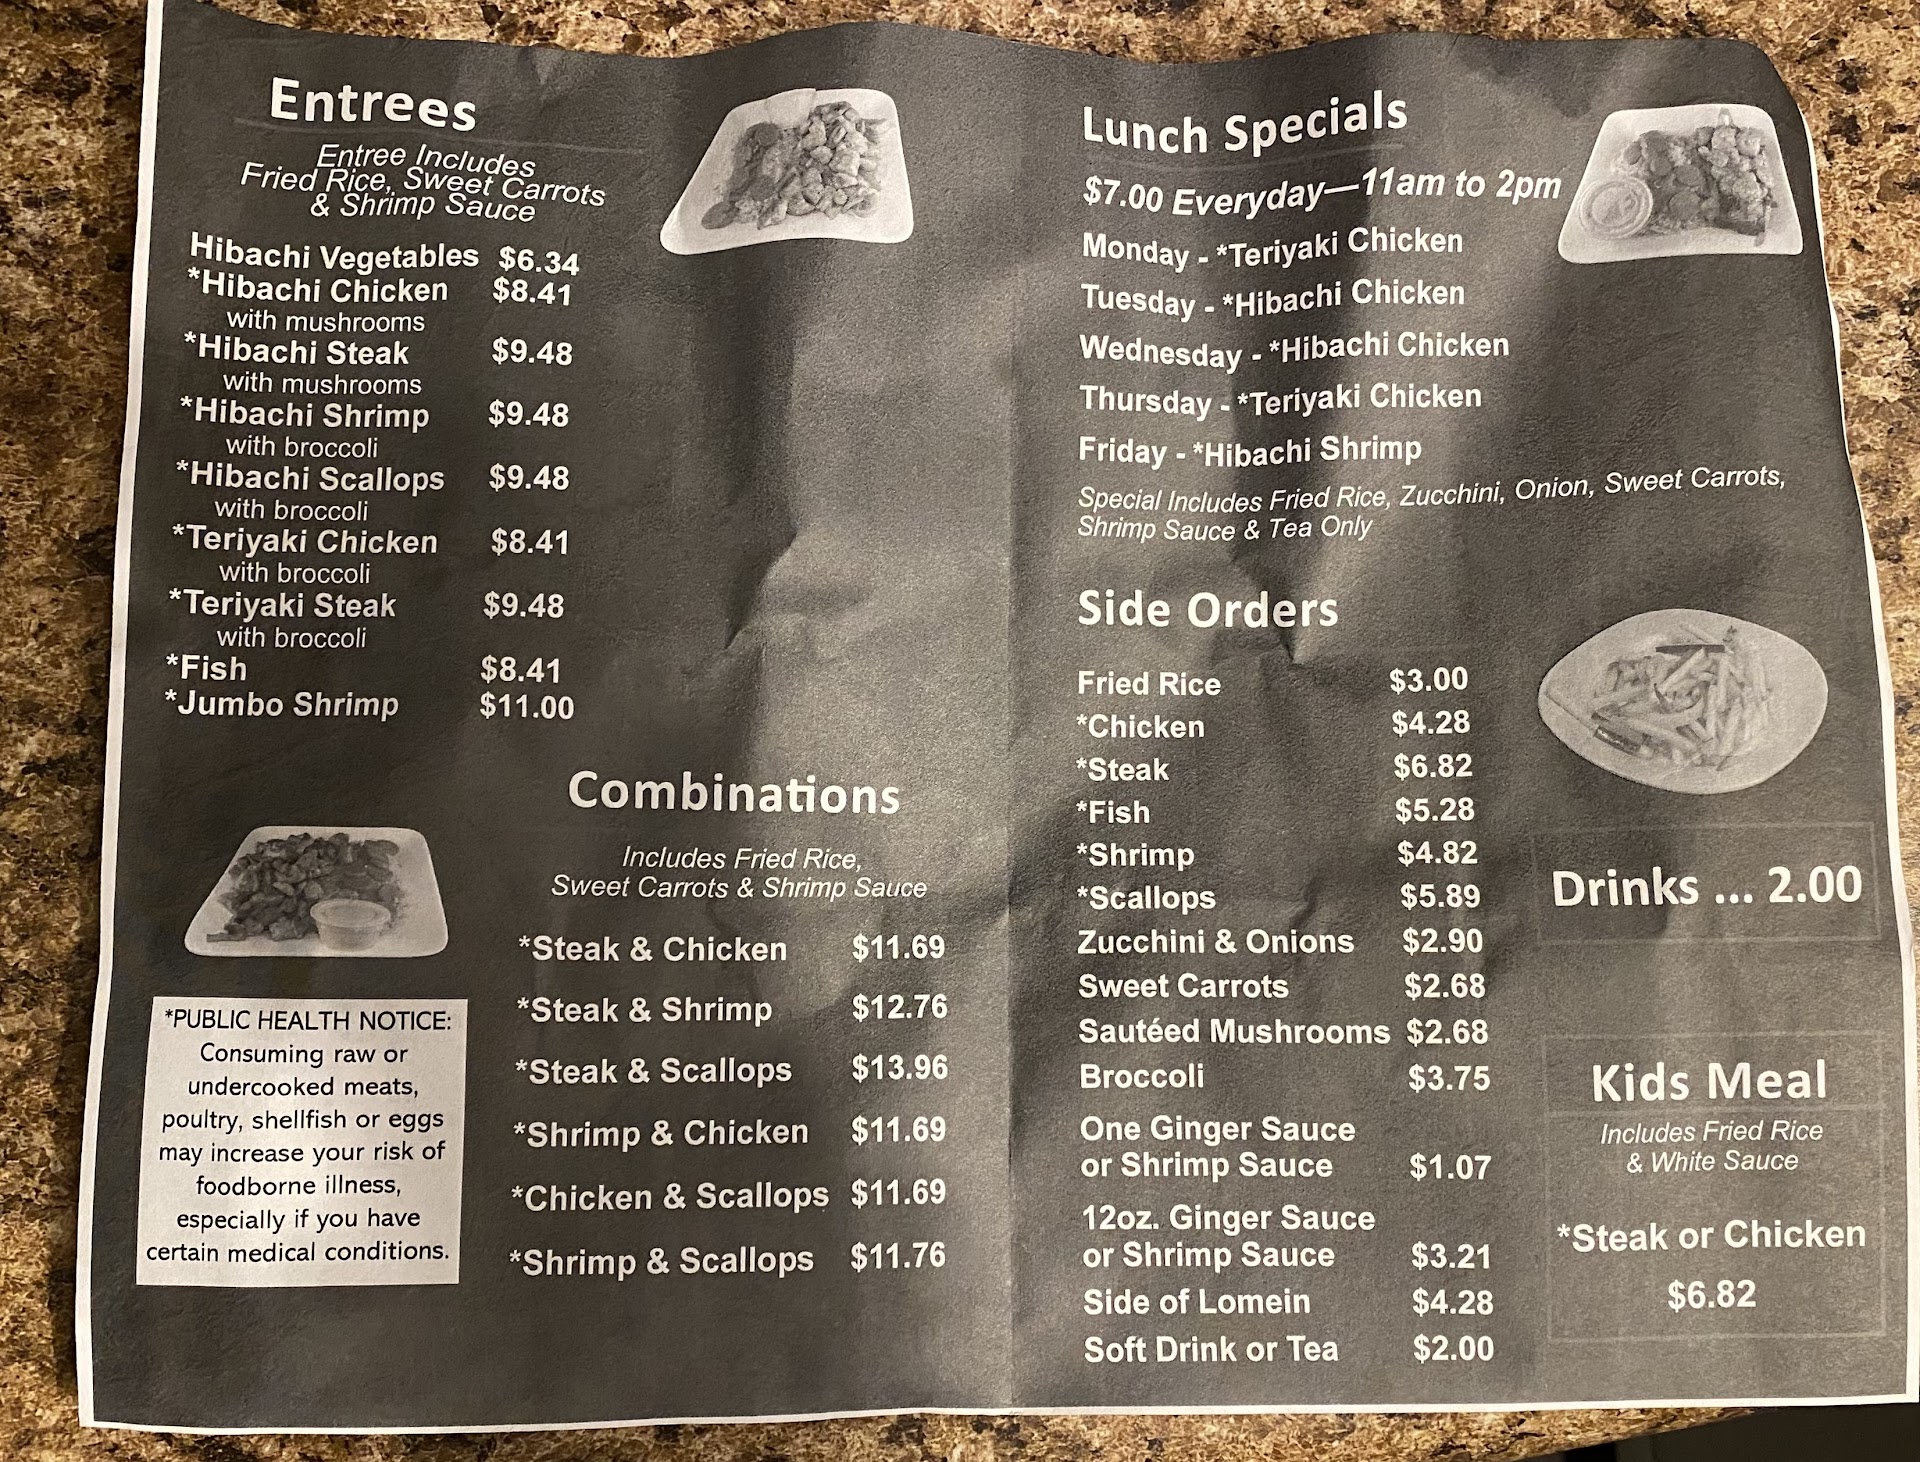 Entrees
Entree Includes
Fried Rice, Sweet Carrots
& Shrimp Sauce
Hibachi Vegetables $6.34
*Hibachi Chicken $8.41
with mushrooms
*Hibachi Steak $9.48
with mushrooms
*Hibachi Shrimp $9.48
with broccoli
*Hibachi Scallops $9.48
with broccoli
*Teriyaki Chicken $8.41
with broccoli
*Teriyaki Steak $9.48
with broccoli
*Fish $8.41
*Jumbo Shrimp $11.00
Combinations
Includes Fried Rice,
Sweet Carrots & Shrimp Sauce
*Steak & Chicken $11.69
*Steak & Shrimp $12.76
*Steak & Scallops $13.96
*Shrimp & Chicken $11.69
*Chicken & Scallops $11.69
*Shrimp & Scallops $11.76
*PUBLIC HEALTH NOTICE:
Consuming raw or
undercooked meats,
poultry, shellfish or eggs
may increase your risk of
foodborne illness,
especially if you have
certain medical conditions.
Lunch Specials
$7.00 Everyday—11am to 2pm
Monday - *Teriyaki Chicken
Tuesday - *Hibachi Chicken
Wednesday - *Hibachi Chicken
Thursday - *Teriyaki Chicken
Friday - *Hibachi Shrimp
Special Includes Fried Rice, Zucchini, Onion, Sweet Carrots,
Shrimp Sauce & Tea Only
Side Orders
Fried Rice $3.00
*Chicken $4.28
*Steak $6.82
*Fish $5.28
*Shrimp $4.82
*Scallops $5.89
Zucchini & Onions $2.90
Sweet Carrots $2.68
Sautéed Mushrooms $2.68
Broccoli $3.75
One Ginger Sauce
or Shrimp Sauce $1.07
12oz. Ginger Sauce
or Shrimp Sauce $3.21
Side of Lomein $4.28
Soft Drink or Tea $2.00
Drinks ... 2.00
Kids Meal
Includes Fried Rice
& White Sauce
*Steak or Chicken
$6.82